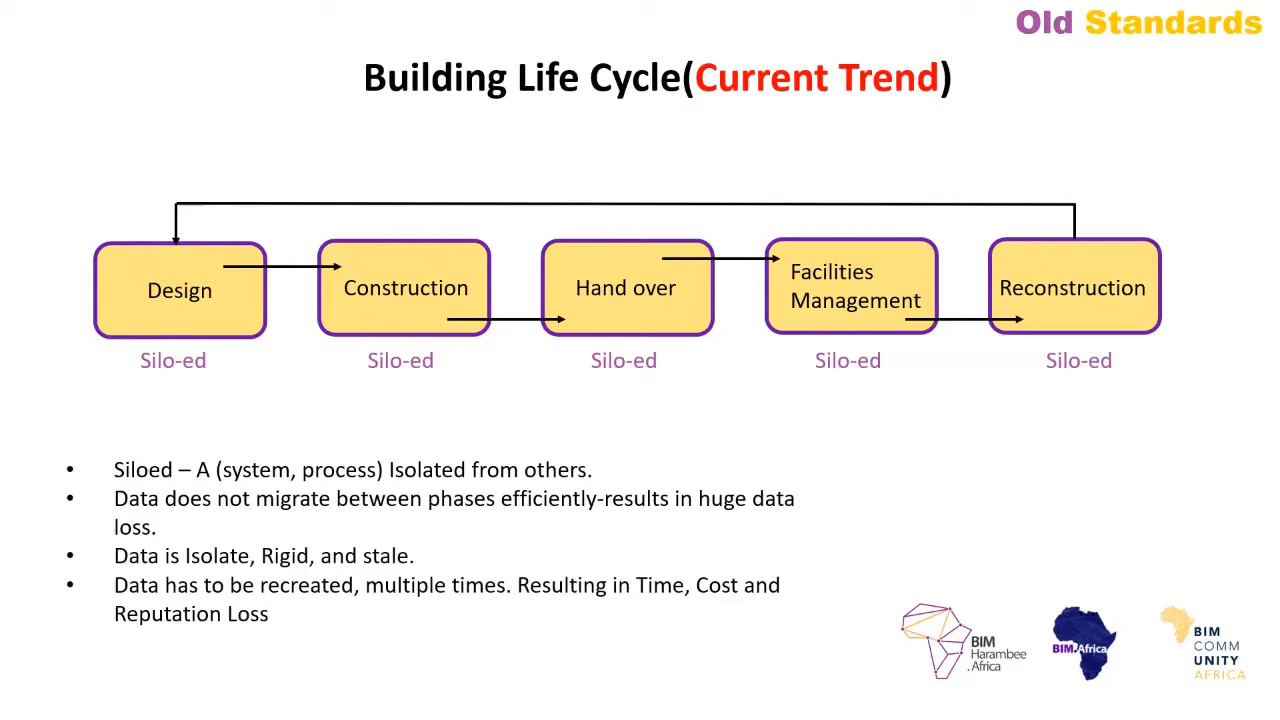 Old Standards
Building Life Cycle(Current Trend)
Design
Construction
Hand over
Facilities
Management
Reconstruction
Silo-ed
Silo-ed
Silo-ed
Silo-ed
Silo-ed
• Siloed – A (system, process) Isolated from others.
• Data does not migrate between phases efficiently-results in huge data
loss.
• Data is Isolate, Rigid, and stale.
• Data has to be recreated, multiple times. Resulting in Time, Cost and
Reputation Loss
BIM
Harambee
.Africa
BIM.Africa
BIM
COMM
UNITY
AFRICA